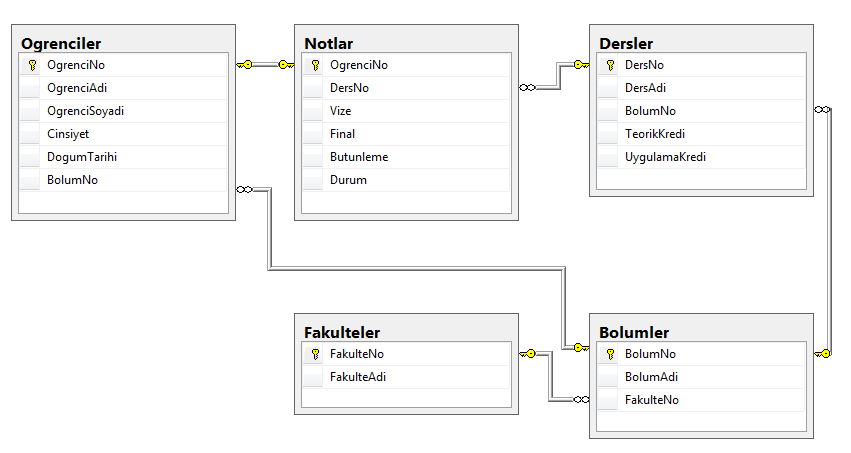 Ogrenciler
OgrenciNo
OgrenciAdi
OgrenciSoyadi
Cinsiyet
DogumTarihi
BolumNo
Notlar
OgrenciNo
DersNo
Vize
Final
Butunleme
Durum
Dersler
DersNo
DersAdi
BolumNo
TeorikKredi
UygulamaKredi
Fakulteler
FakulteNo
FakulteAdi
Bolumler
BolumNo
BolumAdi
FakulteNo